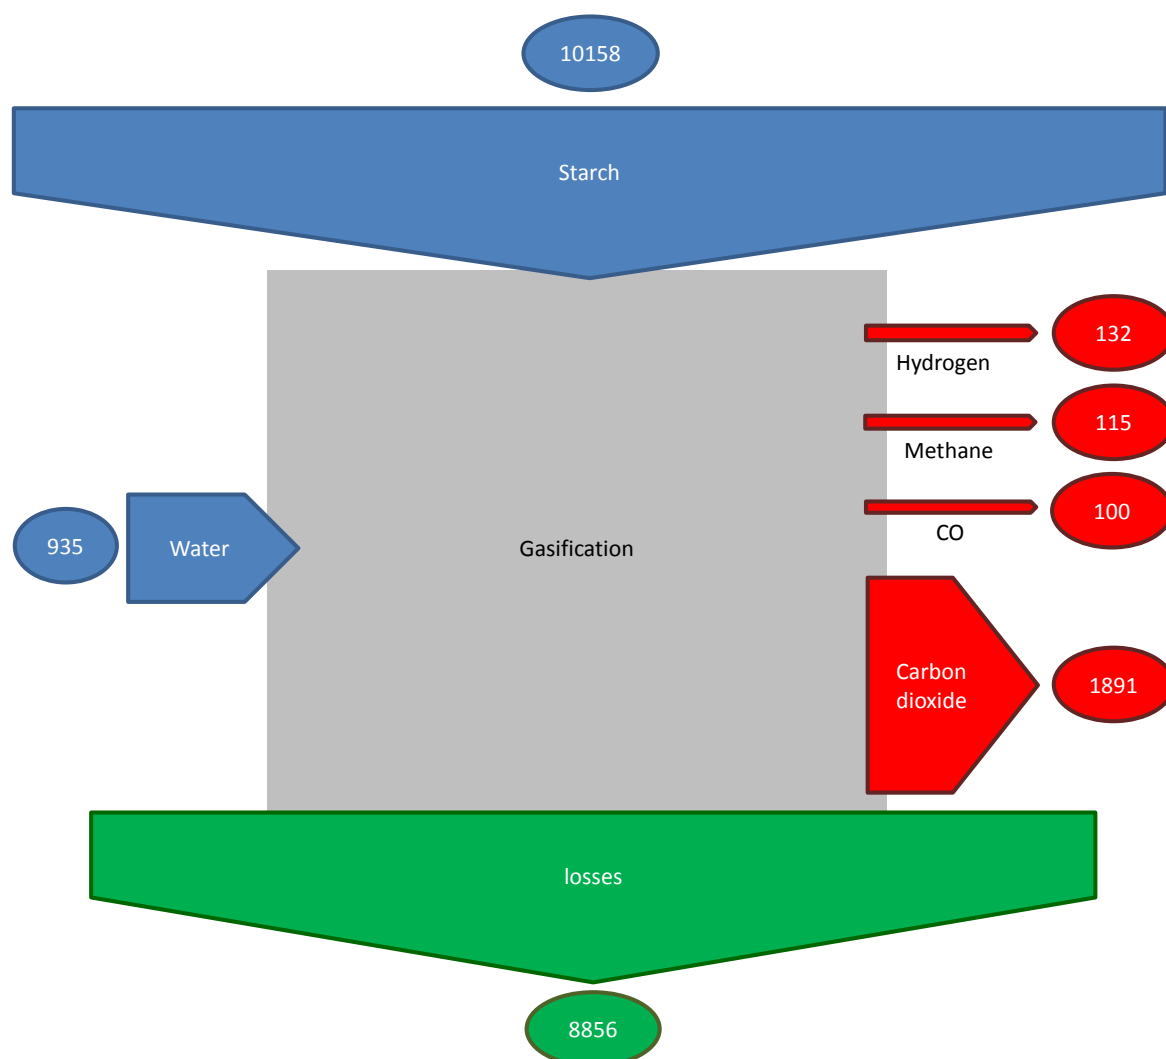 10158
Starch
132
Hydrogen
115
Methane
100
CO
935
Water
Gasification
Carbon
dioxide
1891
losses
8856